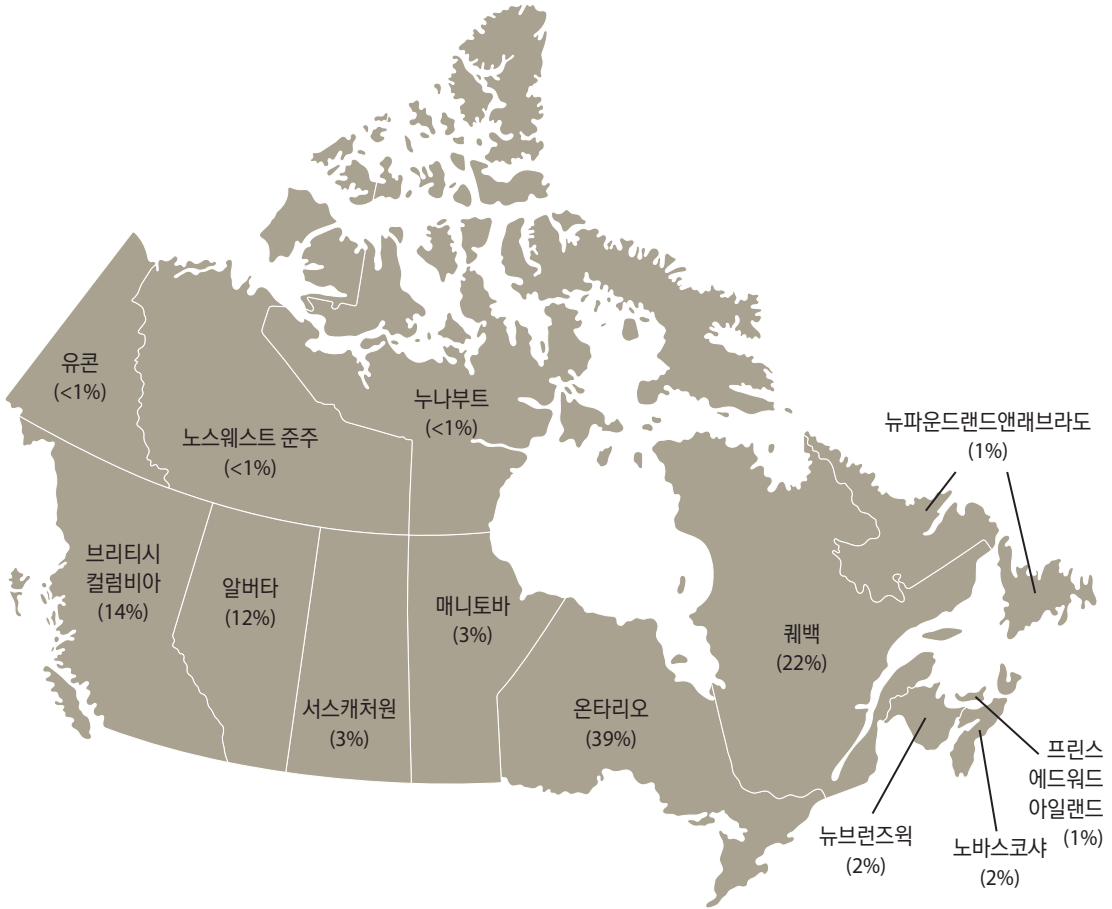 유콘
(<1%)
노스웨스트 준주
(<1%)
누나부트
(<1%)
뉴파운드랜드앤래브라도
(1%)
브리티시
컬럼비아
(14%)
알버타
(12%)
서스캐처원
(3%)
매니토바
(3%)
온타리오
(39%)
퀘백
(22%)
프린스
에드워드
아일랜드
(1%)
뉴브런즈윅
(2%)
노바스코샤
(2%)